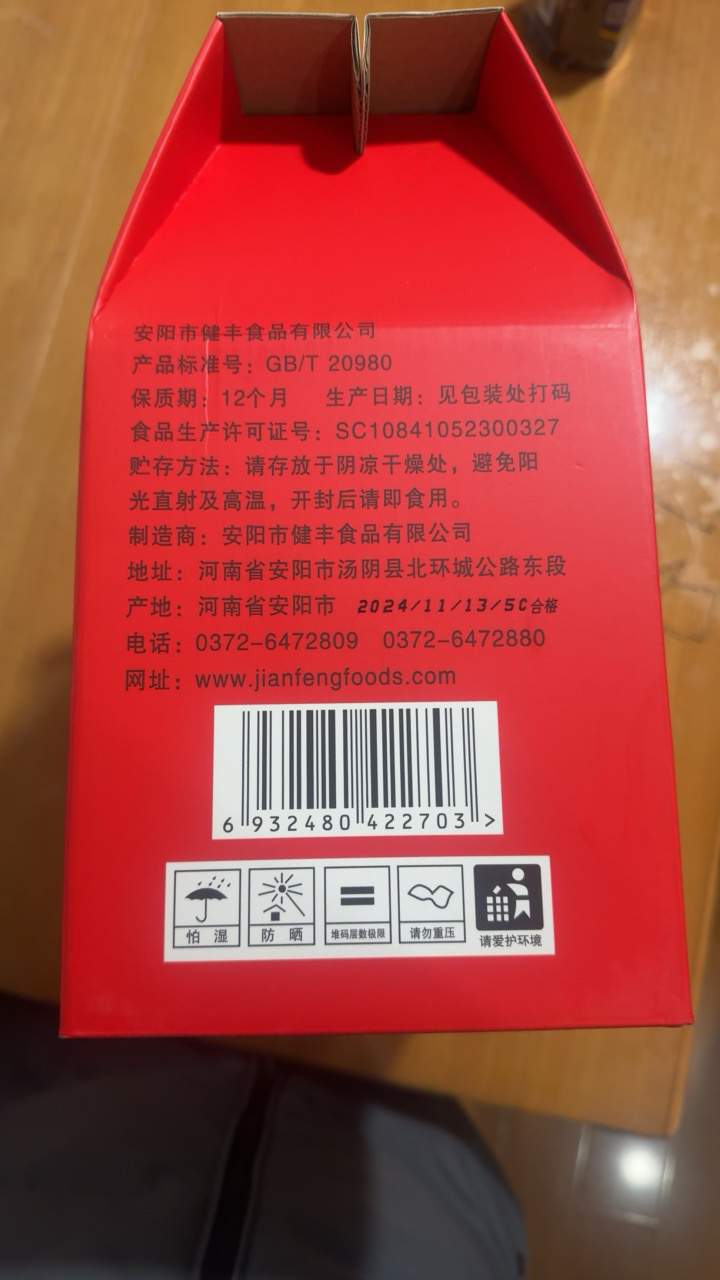 安阳市健丰食品有限公司
产品标准号：GB/T 20980
保质期：12个月 生产日期：见包装处打码
食品生产许可证号：SC10841052300327
贮存方法：请存放于阴凉干燥处，避免阳
光直射及高温，开封后请即食用。
制造商：安阳市健丰食品有限公司
地址：河南省安阳市汤阴县北环城公路东段
产地：河南省安阳市 2024/11/13/5C合格
电话：0372-6472809 0372-6472880
网址：www.jianfengfoods.com
6 932480 422703 >
怕湿 防晒 堆码层数极限 请勿重压 请爱护环境